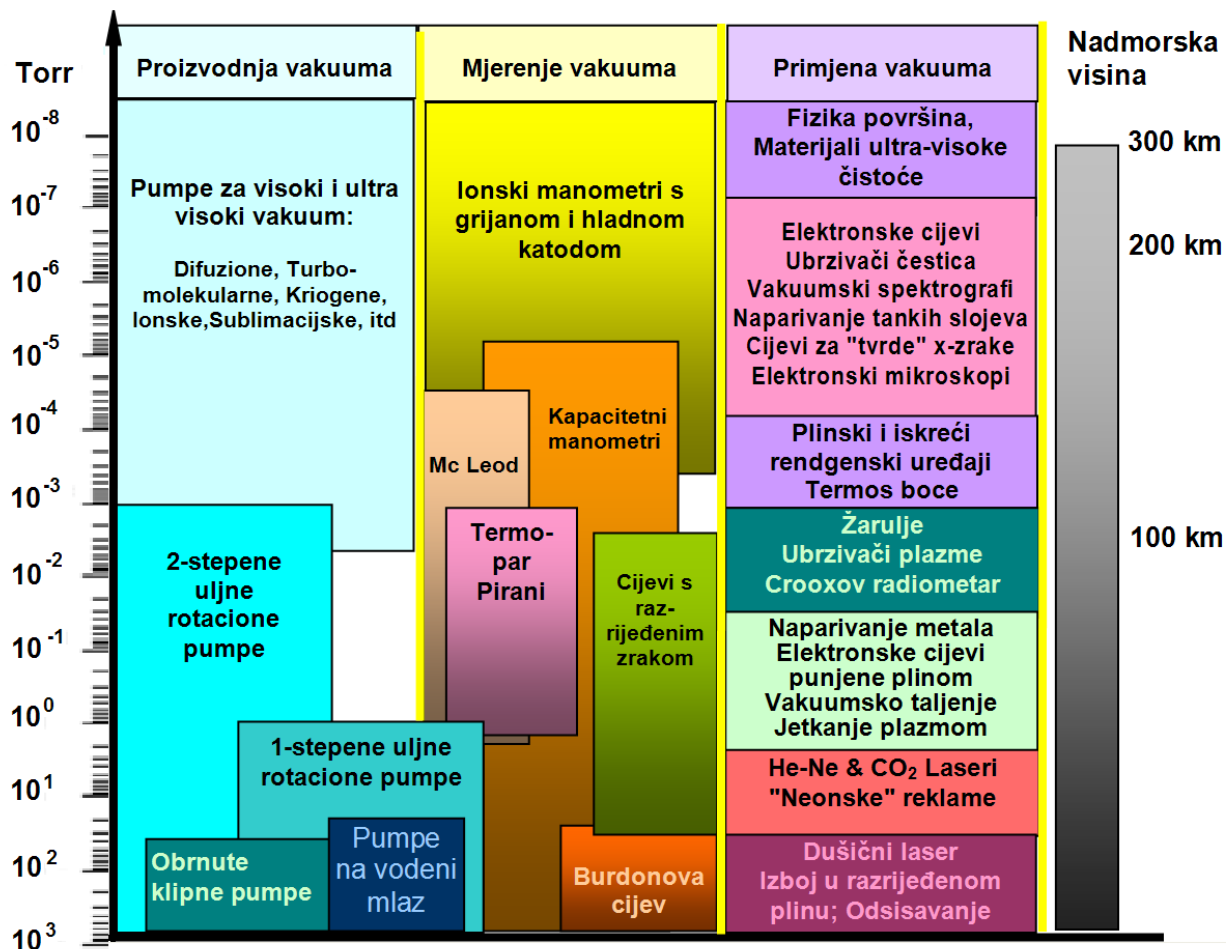 Torr
10-8
10-7
10-6
10-5
10-4
10-3
10-2
10-1
100
101
102
103
Proizvodnja vakuuma
Pumpe za visoki i ultra
visoki vakuum:
Difuzione, Turbo-
molekularne, Kriogene,
Ionske,Sublimacijske, itd
2-stepene
uljne
rotacione
pumpe
1-stepene uljne
rotacione pumpe
Obrnute
klipne pumpe
Pumpe
na vodeni
mlaz
Mjerenje vakuuma
Ionski manometri s
grijanom i hladnom
katodom
Kapacitetni
manometri
Mc Leod
Termo-
par
Pirani
Cijevi s
raz-
rijeđenim
zrakom
Burdonova
cijev
Primjena vakuuma
Fizika površina,
Materijali ultra-visoke
čistoće
Elektronske cijevi
Ubrzivači čestica
Vakuumski spektrografi
Naparivanje tankih slojeva
Cijevi za "tvrde" x-zrake
Elektronski mikroskopi
Plinski i iskreći
rendgenski uređaji
Termos boce
Žarulje
Ubrzivači plazme
Crooxov radiometar
Naparivanje metala
Elektronske cijevi
punjene plinom
Vakuumsko taljenje
Jetkanje plazmom
He-Ne & CO2 Laseri
"Neonske" reklame
Dušični laser
Izboj u razrijeđenom
plinu; Odsisavanje
Nadmorska
visina
300 km
200 km
100 km